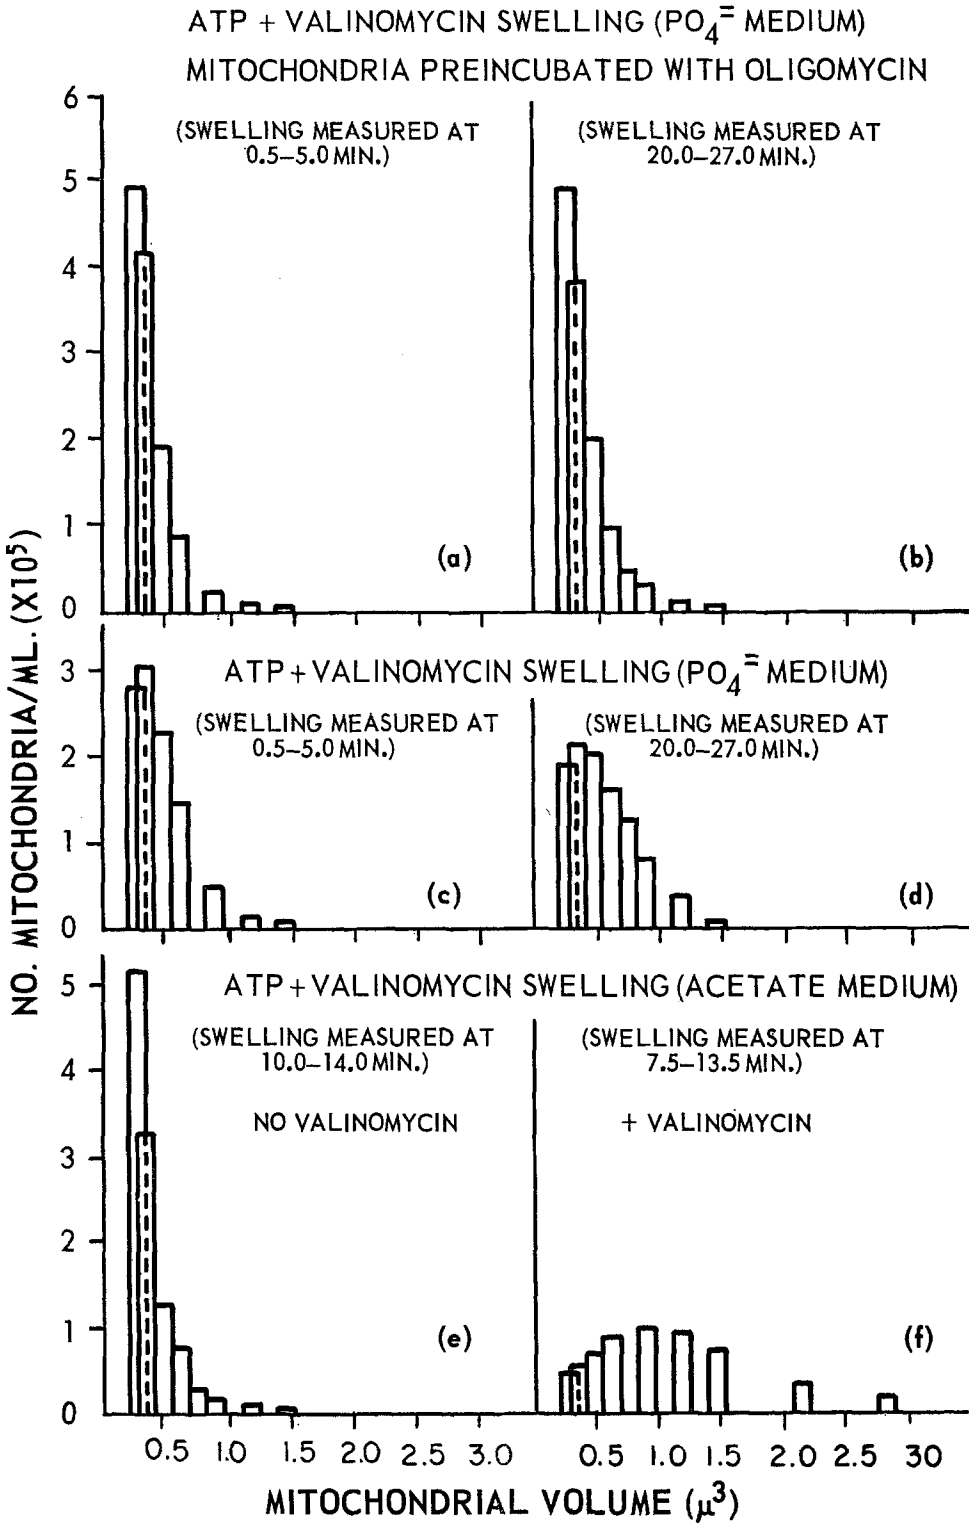 ATP + VALINOMYCIN SWELLING (PO4= MEDIUM)
MITOCHONDRIA PREINCUBATED WITH OLIGOMYCIN
(SWELLING MEASURED AT
0.5–5.0 MIN.)
(SWELLING MEASURED AT
20.0–27.0 MIN.)
6
5
4
3
2
1
0
(a)
(b)
ATP + VALINOMYCIN SWELLING (PO4= MEDIUM)
(SWELLING MEASURED AT
0.5–5.0 MIN.)
(SWELLING MEASURED AT
20.0–27.0 MIN.)
3
2
1
0
(c)
(d)
ATP + VALINOMYCIN SWELLING (ACETATE MEDIUM)
(SWELLING MEASURED AT
10.0–14.0 MIN.)
NO VALINOMYCIN
(SWELLING MEASURED AT
7.5–13.5 MIN.)
+ VALINOMYCIN
5
4
3
2
1
0
(e)
(f)
0.5 1.0 1.5 2.0 2.5 3.0
0.5 1.0 1.5 2.0 2.5 30
MITOCHONDRIAL VOLUME (μ³)
NO. MITOCHONDRIA/ML. (X10⁵)